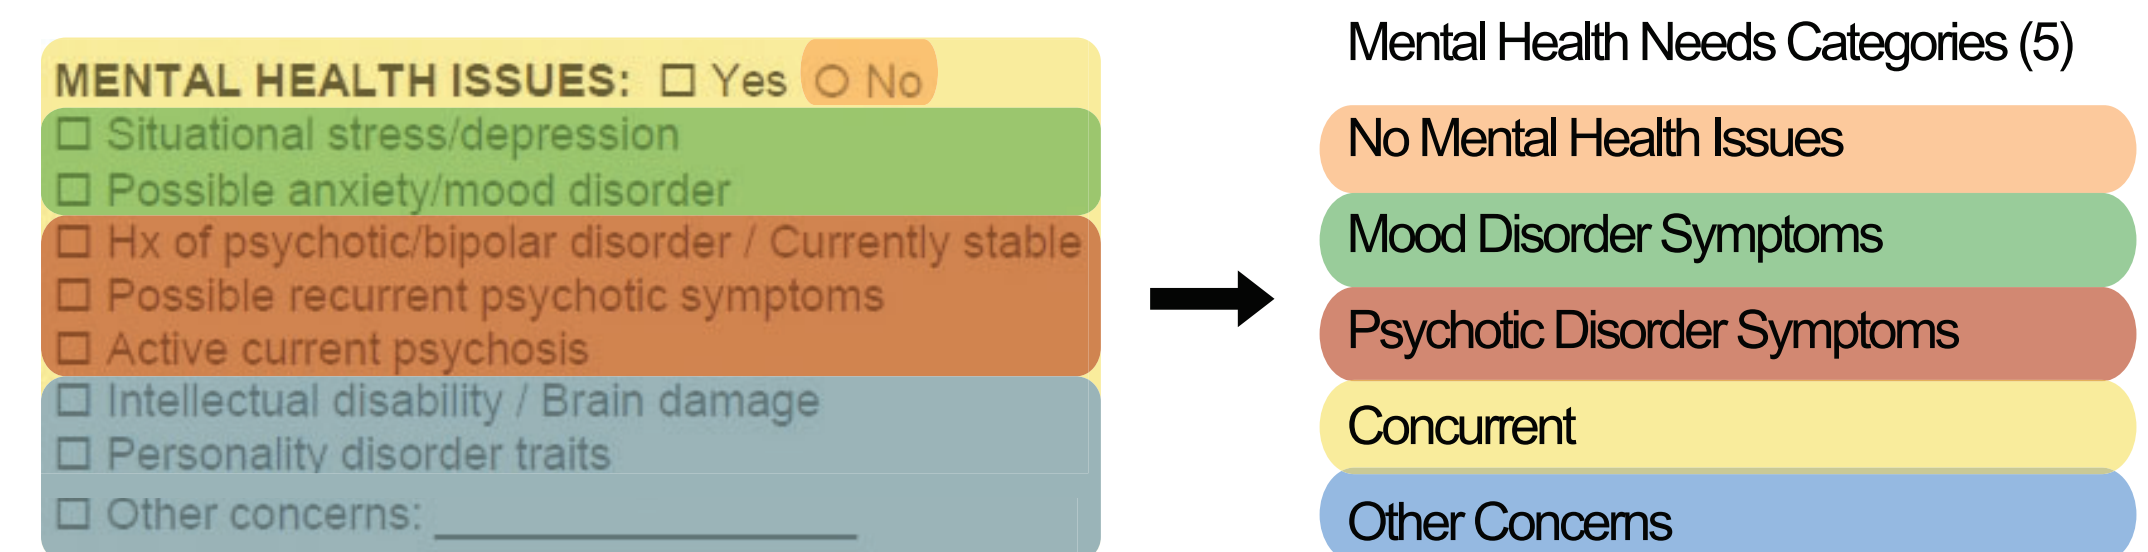 MENTAL HEALTH ISSUES: ☐ Yes ○ No
☐ Situational stress/depression
☐ Possible anxiety/mood disorder
☐ Hx of psychotic/bipolar disorder / Currently stable
☐ Possible recurrent psychotic symptoms
☐ Active current psychosis
☐ Intellectual disability / Brain damage
☐ Personality disorder traits
☐ Other concerns: ________________
Mental Health Needs Categories (5)
No Mental Health Issues
Mood Disorder Symptoms
Psychotic Disorder Symptoms
Concurrent
Other Concerns